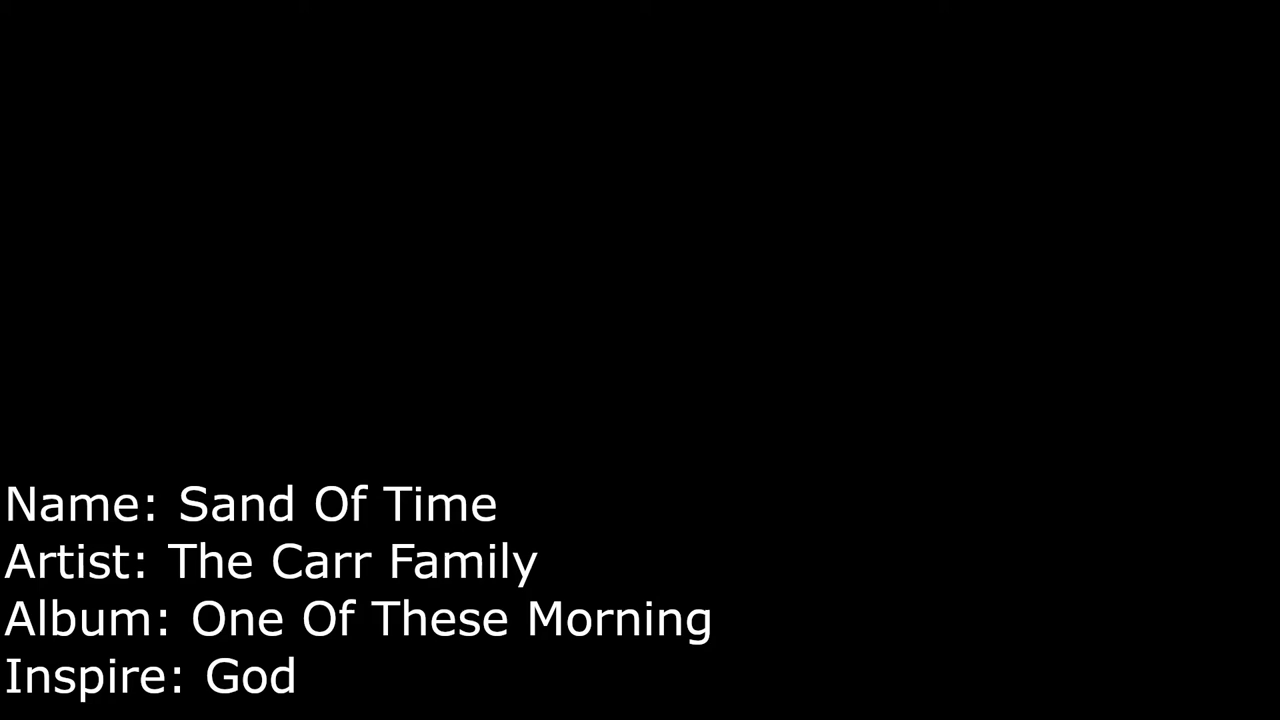 Name: Sand Of Time
Artist: The Carr Family
Album: One Of These Morning
Inspire: God